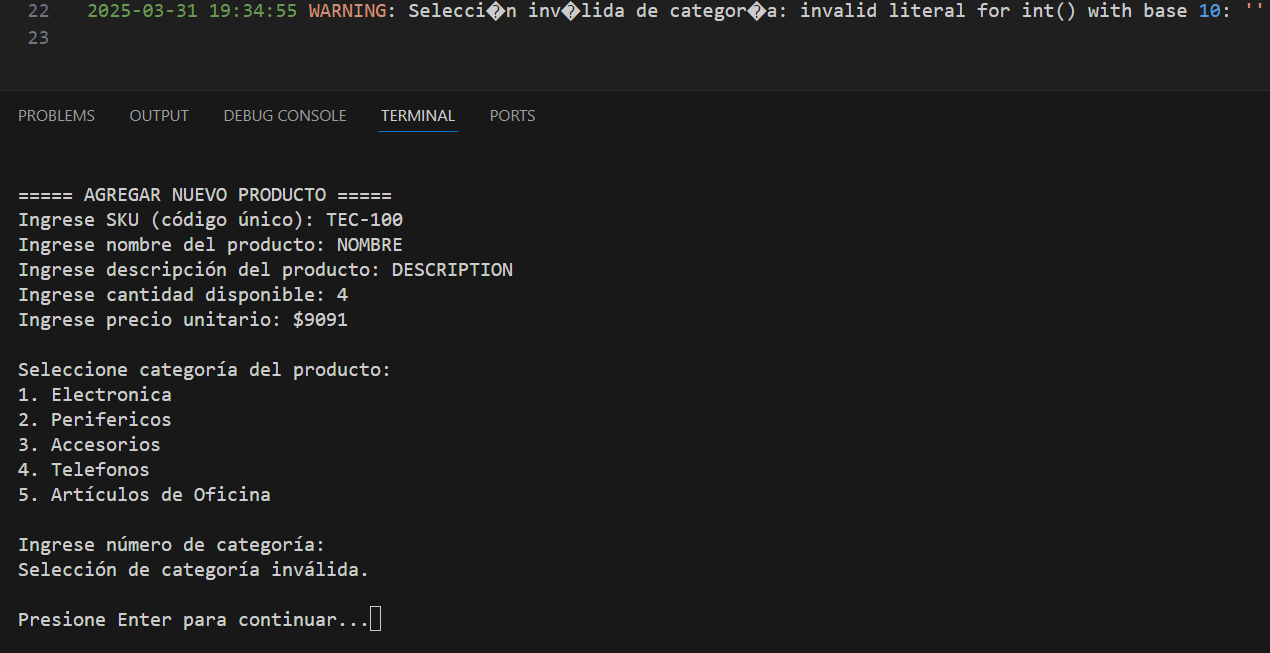 22 2025-03-31 19:34:55 WARNING: Selecci�n inv�lida de categor�a: invalid literal for int() with base 10: ''
23
PROBLEMS OUTPUT DEBUG CONSOLE TERMINAL PORTS
===== AGREGAR NUEVO PRODUCTO =====
Ingrese SKU (código único): TEC-100
Ingrese nombre del producto: NOMBRE
Ingrese descripción del producto: DESCRIPTION
Ingrese cantidad disponible: 4
Ingrese precio unitario: $9091
Seleccione categoría del producto:
1. Electronica
2. Perifericos
3. Accesorios
4. Telefonos
5. Artículos de Oficina
Ingrese número de categoría:
Selección de categoría inválida.
Presione Enter para continuar...